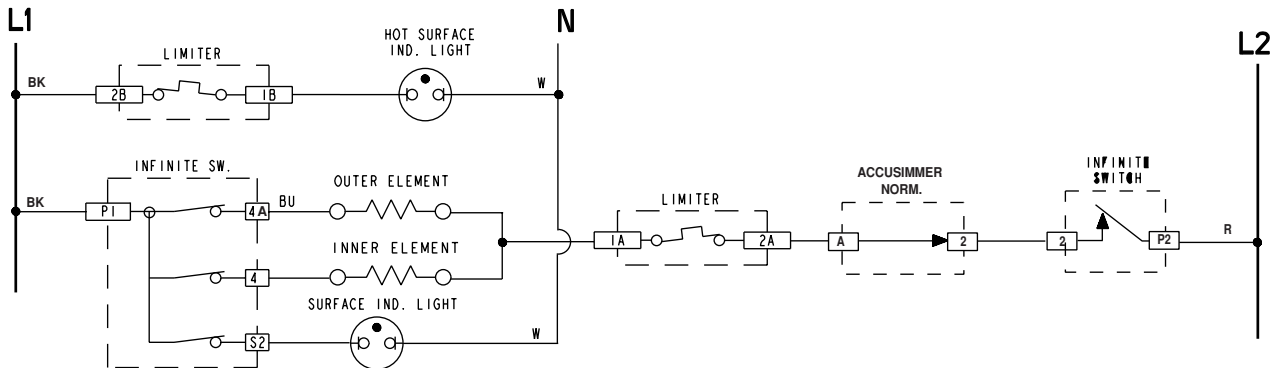 L1
N
L2
HOT SURFACE
IND. LIGHT
LIMITER
BK
2B
1B
W
INFINITE SW.
BK
P1
4A
BU
OUTER ELEMENT
INNER ELEMENT
4
SURFACE IND. LIGHT
S2
W
LIMITER
1A
2A
ACCUSIMMER
NORM.
A
2
INFINITE
SWITCH
2
P2
R